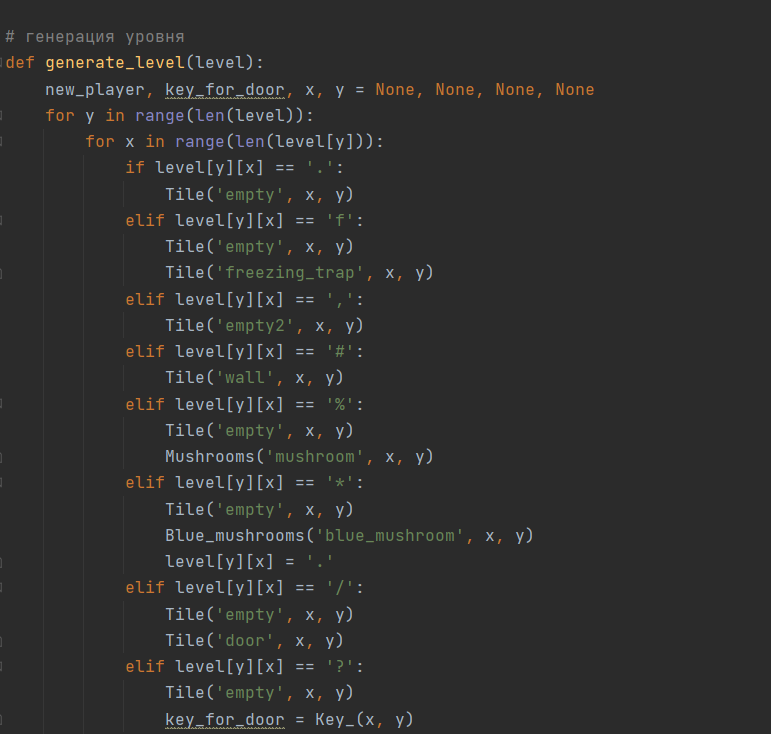 # генерация уровня
def generate_level(level):
    new_player, key_for_door, x, y = None, None, None, None
    for y in range(len(level)):
        for x in range(len(level[y])):
            if level[y][x] == '.':
                Tile('empty', x, y)
            elif level[y][x] == 'f':
                Tile('empty', x, y)
                Tile('freezing_trap', x, y)
            elif level[y][x] == ',':
                Tile('empty2', x, y)
            elif level[y][x] == '#':
                Tile('wall', x, y)
            elif level[y][x] == '%':
                Tile('empty', x, y)
                Mushrooms('mushroom', x, y)
            elif level[y][x] == '*':
                Tile('empty', x, y)
                Blue_mushrooms('blue_mushroom', x, y)
                level[y][x] = '.'
            elif level[y][x] == '/':
                Tile('empty', x, y)
                Tile('door', x, y)
            elif level[y][x] == '?':
                Tile('empty', x, y)
                key_for_door = Key_(x, y)